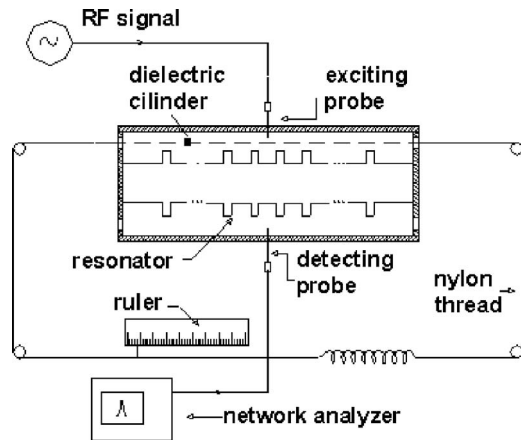 RF signal
dielectric
cilinder
exciting
probe
resonator
detecting
probe
ruler
nylon
thread
network analyzer